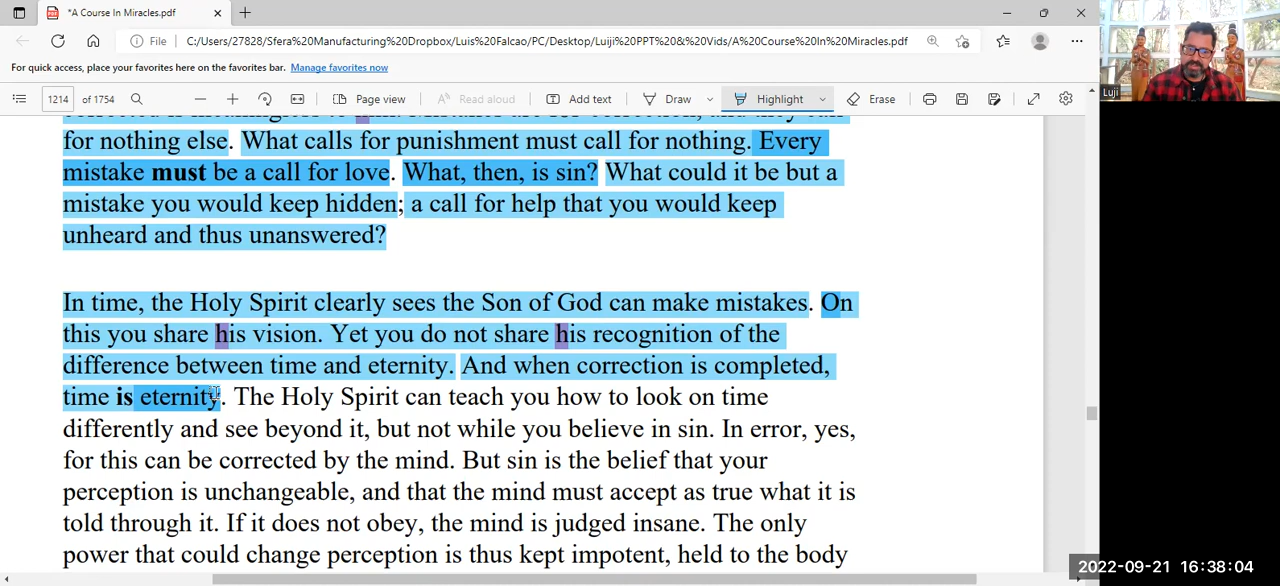 *A Course In Miracles.pdf
File
C:/Users/27828/Sfera%20Manufacturing%20Dropbox/Luis%20Falcao/PC/Desktop/Luiji%20PPT%20&%20Vids/A%20Course%20In%20Miracles.pdf
For quick access, place your favorites here on the favorites bar. Manage favorites now
1214 of 1754
Page view
Read aloud
Add text
Draw
Highlight
Erase
Luji
for nothing else. What calls for punishment must call for nothing. Every
mistake must be a call for love. What, then, is sin? What could it be but a
mistake you would keep hidden; a call for help that you would keep
unheard and thus unanswered?
In time, the Holy Spirit clearly sees the Son of God can make mistakes. On
this you share his vision. Yet you do not share his recognition of the
difference between time and eternity. And when correction is completed,
time is eternity. The Holy Spirit can teach you how to look on time
differently and see beyond it, but not while you believe in sin. In error, yes,
for this can be corrected by the mind. But sin is the belief that your
perception is unchangeable, and that the mind must accept as true what it is
told through it. If it does not obey, the mind is judged insane. The only
power that could change perception is thus kept impotent, held to the body
2022-09-21 16:38:04